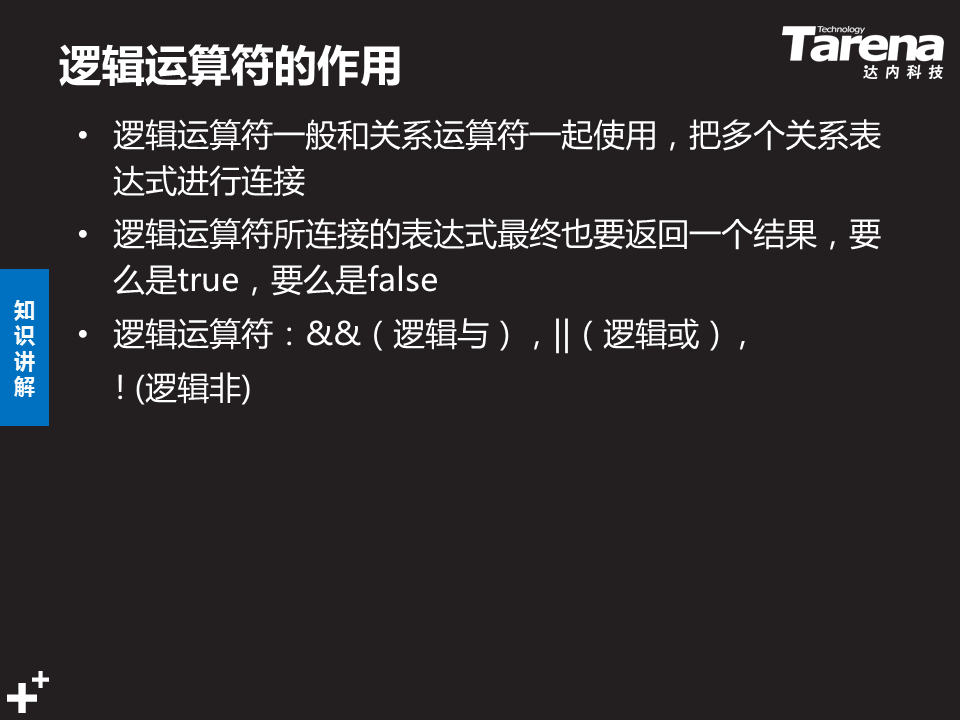 逻辑运算符的作用
Technology
Tarena
达内科技
• 逻辑运算符一般和关系运算符一起使用，把多个关系表
达式进行连接
• 逻辑运算符所连接的表达式最终也要返回一个结果，要
么是true，要么是false
• 逻辑运算符：&&（逻辑与），||（逻辑或），
！(逻辑非)
知识讲解